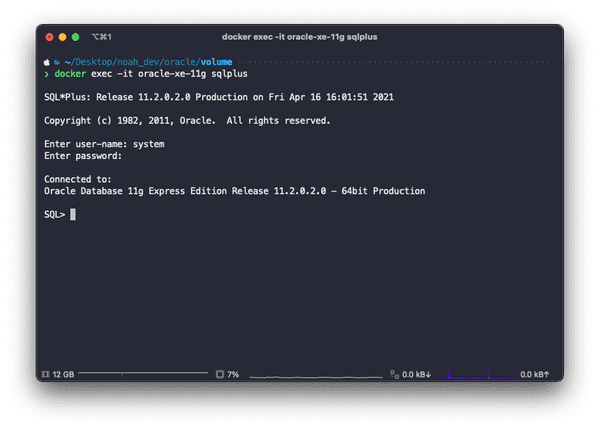 ⌥⌘1
docker exec -it oracle-xe-11g sqlplus
~/Desktop/noah_dev/oracle/volume
❯ docker exec -it oracle-xe-11g sqlplus
SQL*Plus: Release 11.2.0.2.0 Production on Fri Apr 16 16:01:51 2021
Copyright (c) 1982, 2011, Oracle.  All rights reserved.
Enter user-name: system
Enter password:
Connected to:
Oracle Database 11g Express Edition Release 11.2.0.2.0 - 64bit Production
SQL>
12 GB 7% 0.0 kB↓ 0.0 kB↑